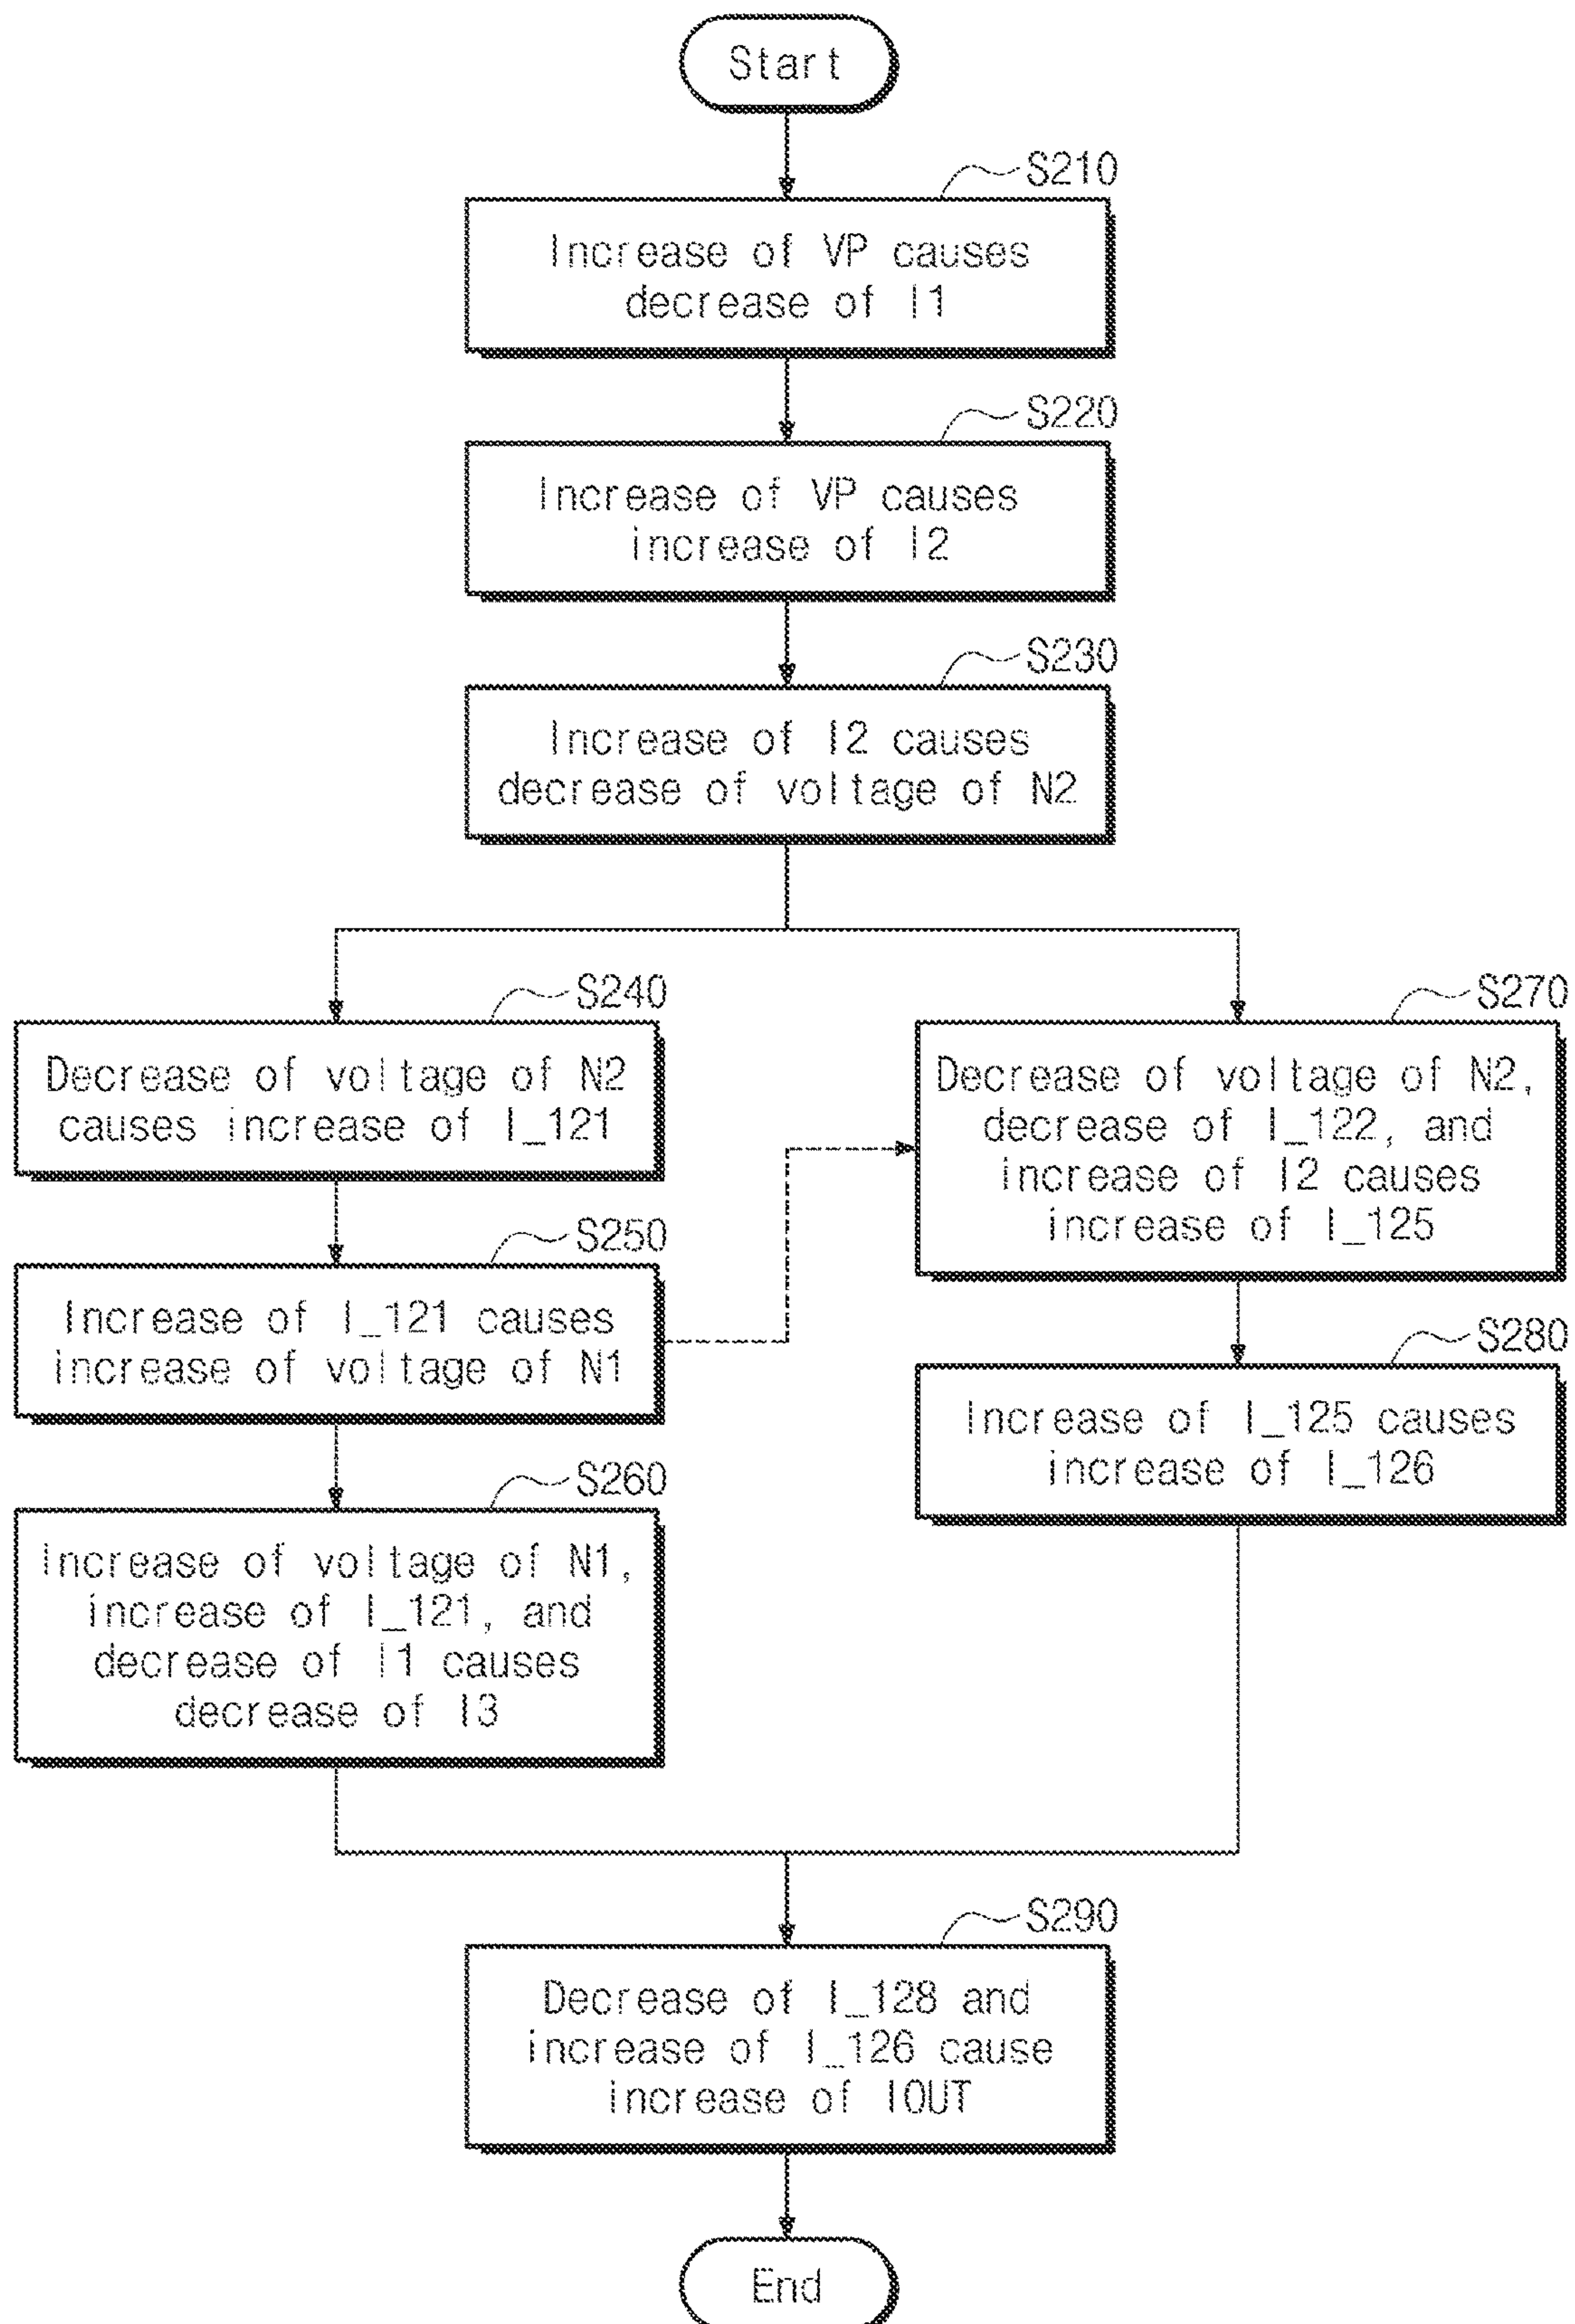 Start
S210
Increase of VP causes
decrease of I1
S220
Increase of VP causes
increase of I2
S230
Increase of I2 causes
decrease of voltage of N2
S240
Decrease of voltage of N2
causes increase of I_121
S250
Increase of I_121 causes
increase of voltage of N1
S260
Increase of voltage of N1,
increase of I_121, and
decrease of I1 causes
decrease of I3
S270
Decrease of voltage of N2,
decrease of I_122, and
increase of I2 causes
increase of I_125
S280
Increase of I_125 causes
increase of I_126
S290
Decrease of I_128 and
increase of I_126 cause
increase of IOUT
End